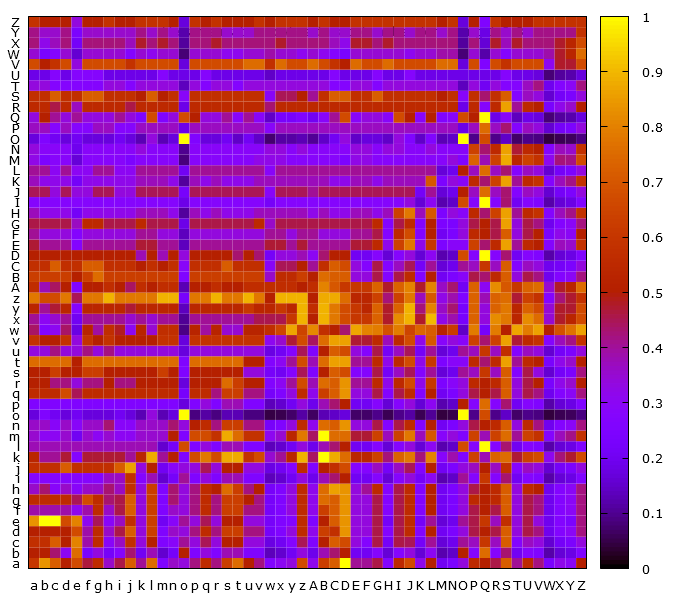 Z
Y
X
W
V
U
T
S
R
Q
P
O
N
M
L
K
J
I
H
G
F
E
D
C
B
A
z
y
x
w
v
u
t
s
r
q
p
o
n
m
l
k
j
i
h
g
f
e
d
c
b
a
a b c d e f g h i j k l m n o p q r s t u v w x y z A B C D E F G H I J K L M N O P Q R S T U V W X Y Z
1
0.9
0.8
0.7
0.6
0.5
0.4
0.3
0.2
0.1
0